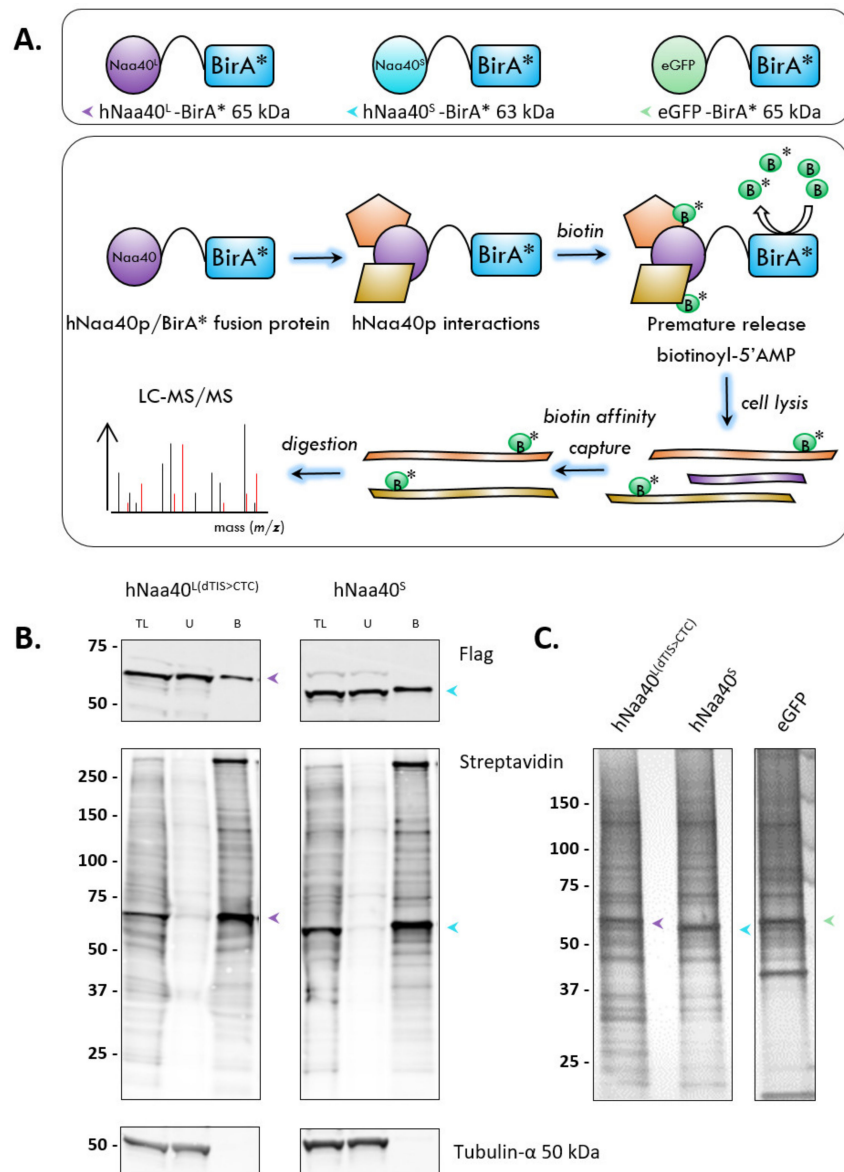 A.
Naa40ᴸ BirA* Naa40ˢ BirA* eGFP BirA*
hNaa40ᴸ-BirA* 65 kDa hNaa40ˢ -BirA* 63 kDa eGFP -BirA* 65 kDa
B* B* B B
Naa40 BirA* BirA* biotin B* B* BirA*
hNaa40p/BirA* fusion protein hNaa40p interactions Premature release
biotinoyl-5'AMP
LC-MS/MS
mass (m/z)
digestion
B* B*
biotin affinity
capture
cell lysis
B* B*
B.
hNaa40ᴸ⁽ᵈᵀᴵˢ﹥ᶜᵀᶜ⁾ hNaa40ˢ
TL U B TL U B
75 -
50 -
Flag
250 -
150 -
100 -
75 -
50 -
37 -
25 -
Streptavidin
50 -
Tubulin-α 50 kDa
C.
hNaa40ᴸ⁽ᵈᵀᴵˢ﹥ᶜᵀᶜ⁾ hNaa40ˢ eGFP
150 -
100 -
75 -
50 -
37 -
25 -